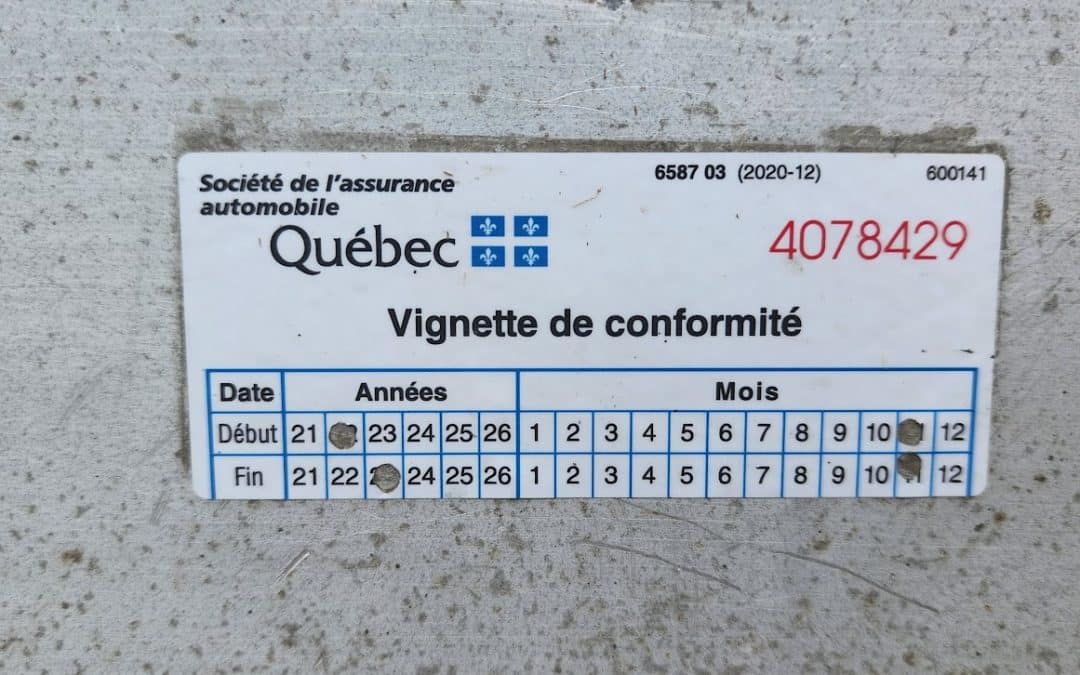 Société de l'assurance
automobile
Québec
6587 03 (2020-12)
600141
4078429
Vignette de conformité
Date Années Mois
Début 21 23 24 25 26 1 2 3 4 5 6 7 8 9 10 12
Fin 21 22 24 25 26 1 2 3 4 5 6 7 8 9 10 12